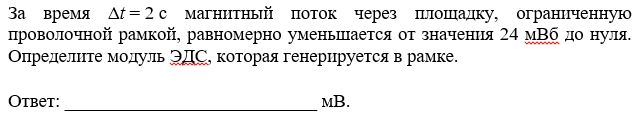 За время Δt = 2 с магнитный поток через площадку, ограниченную
проволочной рамкой, равномерно уменьшается от значения 24 мВб до нуля.
Определите модуль ЭДС, которая генерируется в рамке.
Ответ: ___________________________ мВ.